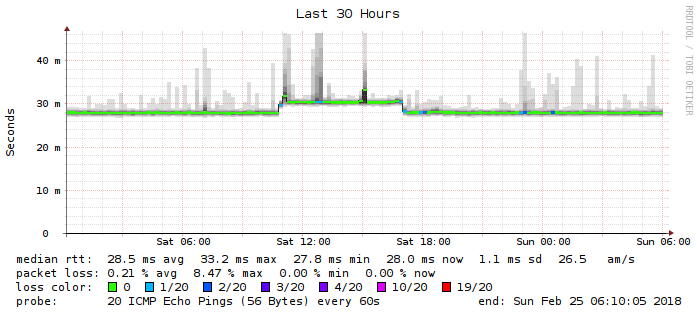 Last 30 Hours
RRDTOOL / TOBI OETIKER
Seconds
40 m
30 m
20 m
10 m
0
Sat 06:00 Sat 12:00 Sat 18:00 Sun 00:00 Sun 06:00
median rtt: 28.5 ms avg 33.2 ms max 27.8 ms min 28.0 ms now 1.1 ms sd 26.5 am/s
packet loss: 0.21 % avg 8.47 % max 0.00 % min 0.00 % now
loss color: 0 1/20 2/20 3/20 4/20 10/20 19/20
probe: 20 ICMP Echo Pings (56 Bytes) every 60s end: Sun Feb 25 06:10:05 2018